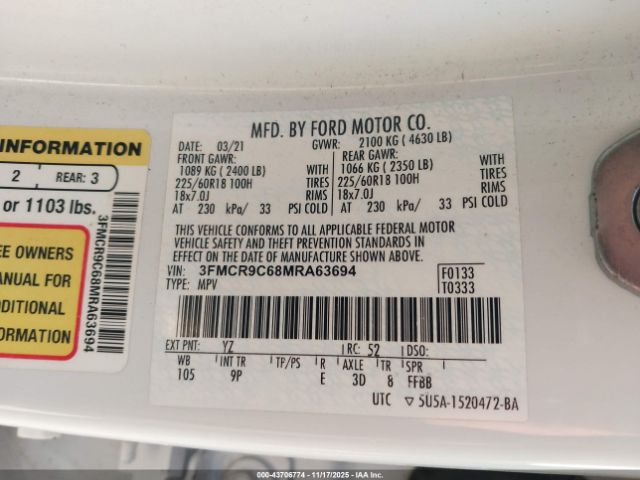 INFORMATION
2 REAR: 3
or 1103 lbs.
EE OWNERS
MANUAL FOR
ADDITIONAL
INFORMATION
3FMCR9C68MRA63694
MFD. BY FORD MOTOR CO.
DATE: 03/21 GVWR: 2100 KG ( 4630 LB)
FRONT GAWR: REAR GAWR:
1089 KG ( 2400 LB) WITH 1066 KG ( 2350 LB) WITH
225/60R18 100H TIRES 225/60R18 100H TIRES
18x7.0J RIMS 18x7.0J RIMS
AT 230 kPa/ 33 PSI COLD AT 230 kPa/ 33 PSI COLD
THIS VEHICLE CONFORMS TO ALL APPLICABLE FEDERAL MOTOR
VEHICLE SAFETY AND THEFT PREVENTION STANDARDS IN
EFFECT ON THE DATE OF MANUFACTURE SHOWN ABOVE.
VIN: 3FMCR9C68MRA63694 F0133
TYPE: MPV T0333
EXT PNT: YZ RC: 52 DSO:
WB INT TR TP/PS R AXLE TR SPR
105 9P E 3D 8 FFBB
UTC ▽ 5U5A-1520472-BA
000-43706774 - 11/17/2025 - IAAI.COM